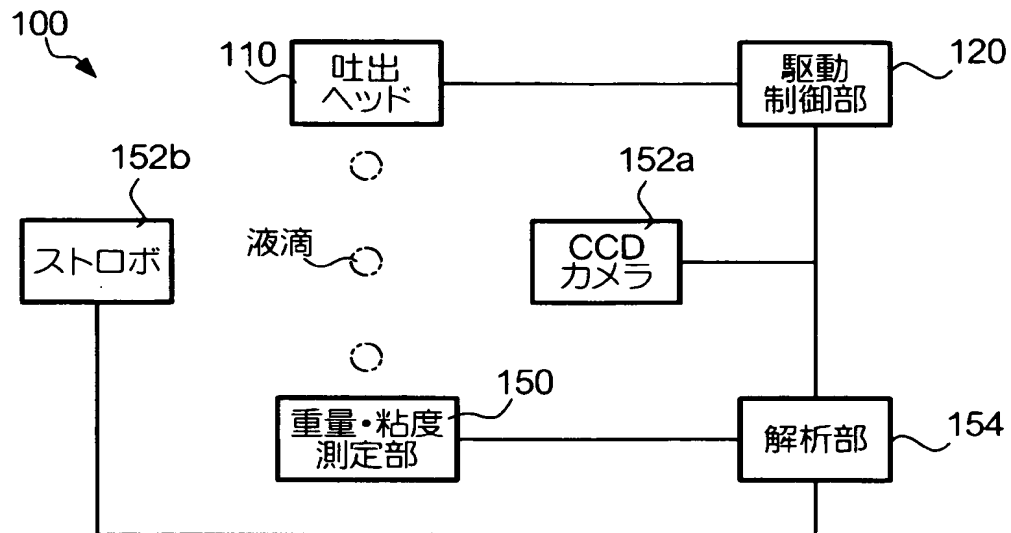 100
110
吐出
ヘッド
駆動
制御部
120
152b
152a
ストロボ
液滴
CCD
カメラ
150
重量・粘度
測定部
解析部
154